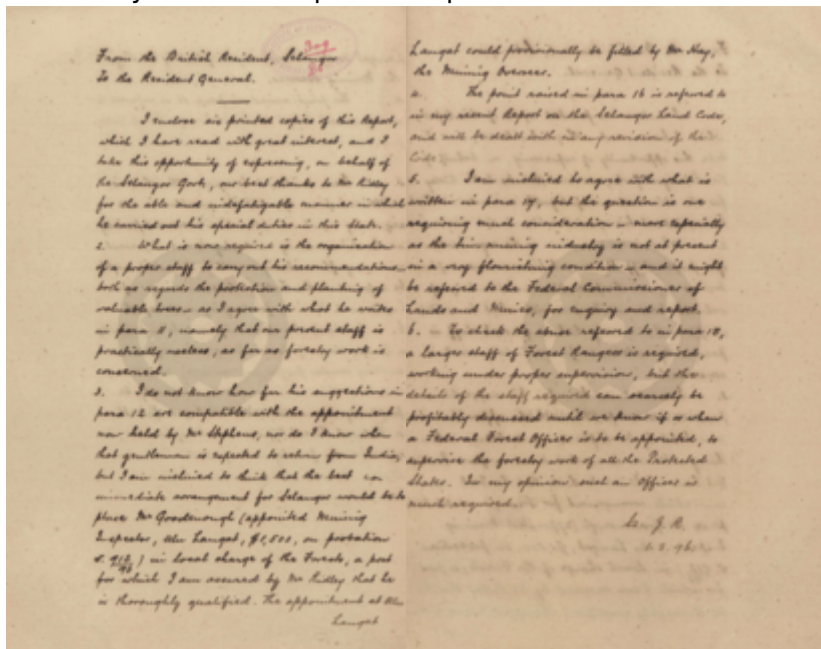 From the British Resident, Selangor
To the Resident General.
I enclose six printed copies of this Report,
which I have read with great interest, and I
take this opportunity of expressing, on behalf of
the Selangor Govt, our best thanks to Mr Ridley
for the able and indefatigable manner in which
he carried out his special duties in this State.
2. What is now required is the organisation
of a proper staff to carry out his recommendations
both as regards the protection and planting of
valuable trees as I agree with what he writes
in para 11, namely that our present staff is
practically useless, as far as forestry work is
concerned.
3. I do not know how far his suggestions in
para 12 are compatible with the appointment
now held by Mr Stephens, nor do I know when
that gentleman is expected to return from India,
but I am inclined to think that the best
immediate arrangement for Selangor would be to
place Mr Goodenough (appointed Mining
Inspector, Ulu Langat, $1,500, on probation
) in local charge of the Forests, a post
for which I am assured by Mr Ridley that he
is thoroughly qualified. The appointment at Ulu
Langat
Langat could provisionally be filled by Mr Hay,
the Mining Overseer.
The point raised in para 16 is referred to
in my recent Report on the Selangor Land Code,
and will be dealt with in any revision of the
Code.
5. I am inclined to agree with what is
written in para 17, but the question is one
requiring much consideration more especially
as the tin mining industry is not at present
in a very flourishing condition and it might
be referred to the Federal Commissioner of
Lands and Mines, for enquiry and report.
6. To check the abuse referred to in para 18,
a larger staff of Forest Rangers is required,
working under proper supervision, but the
details of the staff required can scarcely be
profitably discussed until we know if or when
a Federal Forest Officer is to be appointed, to
supervise the forestry work of all the Protected
States. In my opinion such an Officer is
much required.